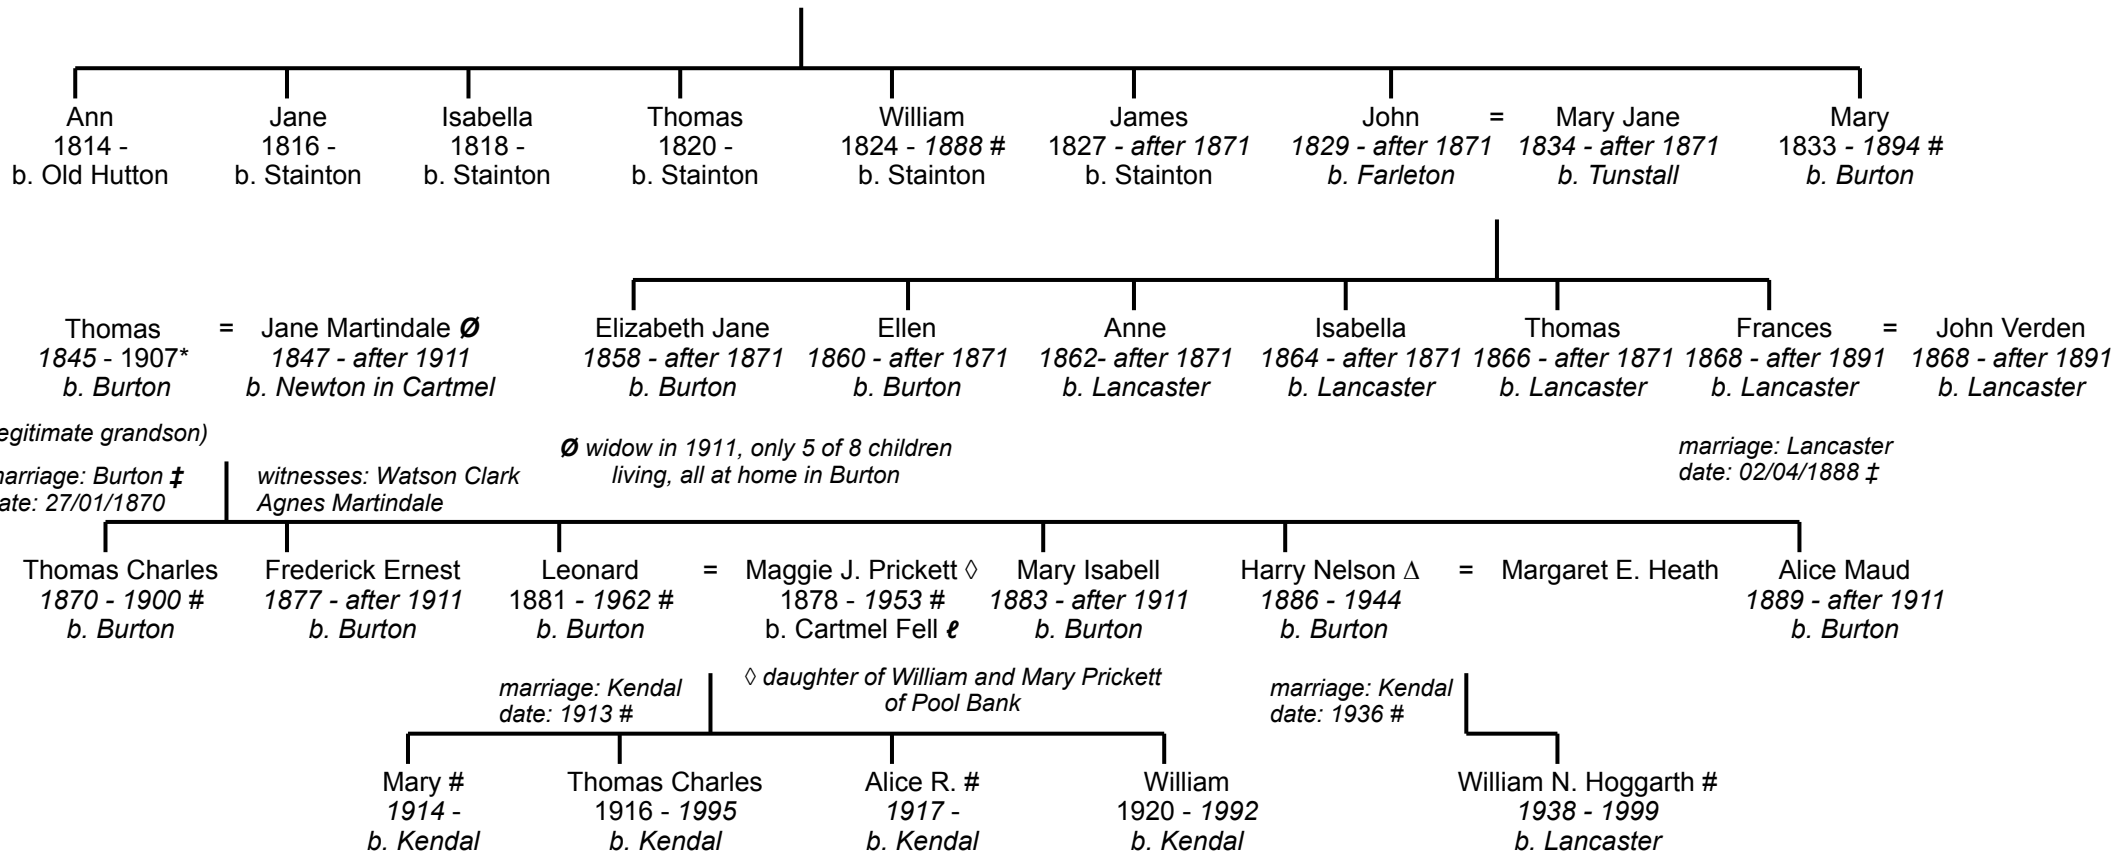 Ann
1814 -
b. Old Hutton
Jane
1816 -
b. Stainton
Isabella
1818 -
b. Stainton
Thomas
1820 -
b. Stainton
William
1824 - 1888 #
b. Stainton
James
1827 - after 1871
b. Stainton
John
1829 - after 1871
b. Farleton
=
Mary Jane
1834 - after 1871
b. Tunstall
Mary
1833 - 1894 #
b. Burton
Thomas
1845 - 1907*
b. Burton
=
Jane Martindale Ø
1847 - after 1911
b. Newton in Cartmel
Elizabeth Jane
1858 - after 1871
b. Burton
Ellen
1860 - after 1871
b. Burton
Anne
1862- after 1871
b. Lancaster
Isabella
1864 - after 1871
b. Lancaster
Thomas
1866 - after 1871
b. Lancaster
Frances
1868 - after 1891
b. Lancaster
=
John Verden
1868 - after 1891
b. Lancaster
egitimate grandson)
marriage: Burton ‡
ate: 27/01/1870
witnesses: Watson Clark
Agnes Martindale
Ø widow in 1911, only 5 of 8 children
living, all at home in Burton
marriage: Lancaster
date: 02/04/1888 ‡
Thomas Charles
1870 - 1900 #
b. Burton
Frederick Ernest
1877 - after 1911
b. Burton
Leonard
1881 - 1962 #
b. Burton
=
Maggie J. Prickett ◊
1878 - 1953 #
b. Cartmel Fell ℓ
Mary Isabell
1883 - after 1911
b. Burton
Harry Nelson Δ
1886 - 1944
b. Burton
=
Margaret E. Heath
Alice Maud
1889 - after 1911
b. Burton
marriage: Kendal
date: 1913 #
◊ daughter of William and Mary Prickett
of Pool Bank
marriage: Kendal
date: 1936 #
Mary #
1914 -
b. Kendal
Thomas Charles
1916 - 1995
b. Kendal
Alice R. #
1917 -
b. Kendal
William
1920 - 1992
b. Kendal
William N. Hoggarth #
1938 - 1999
b. Lancaster